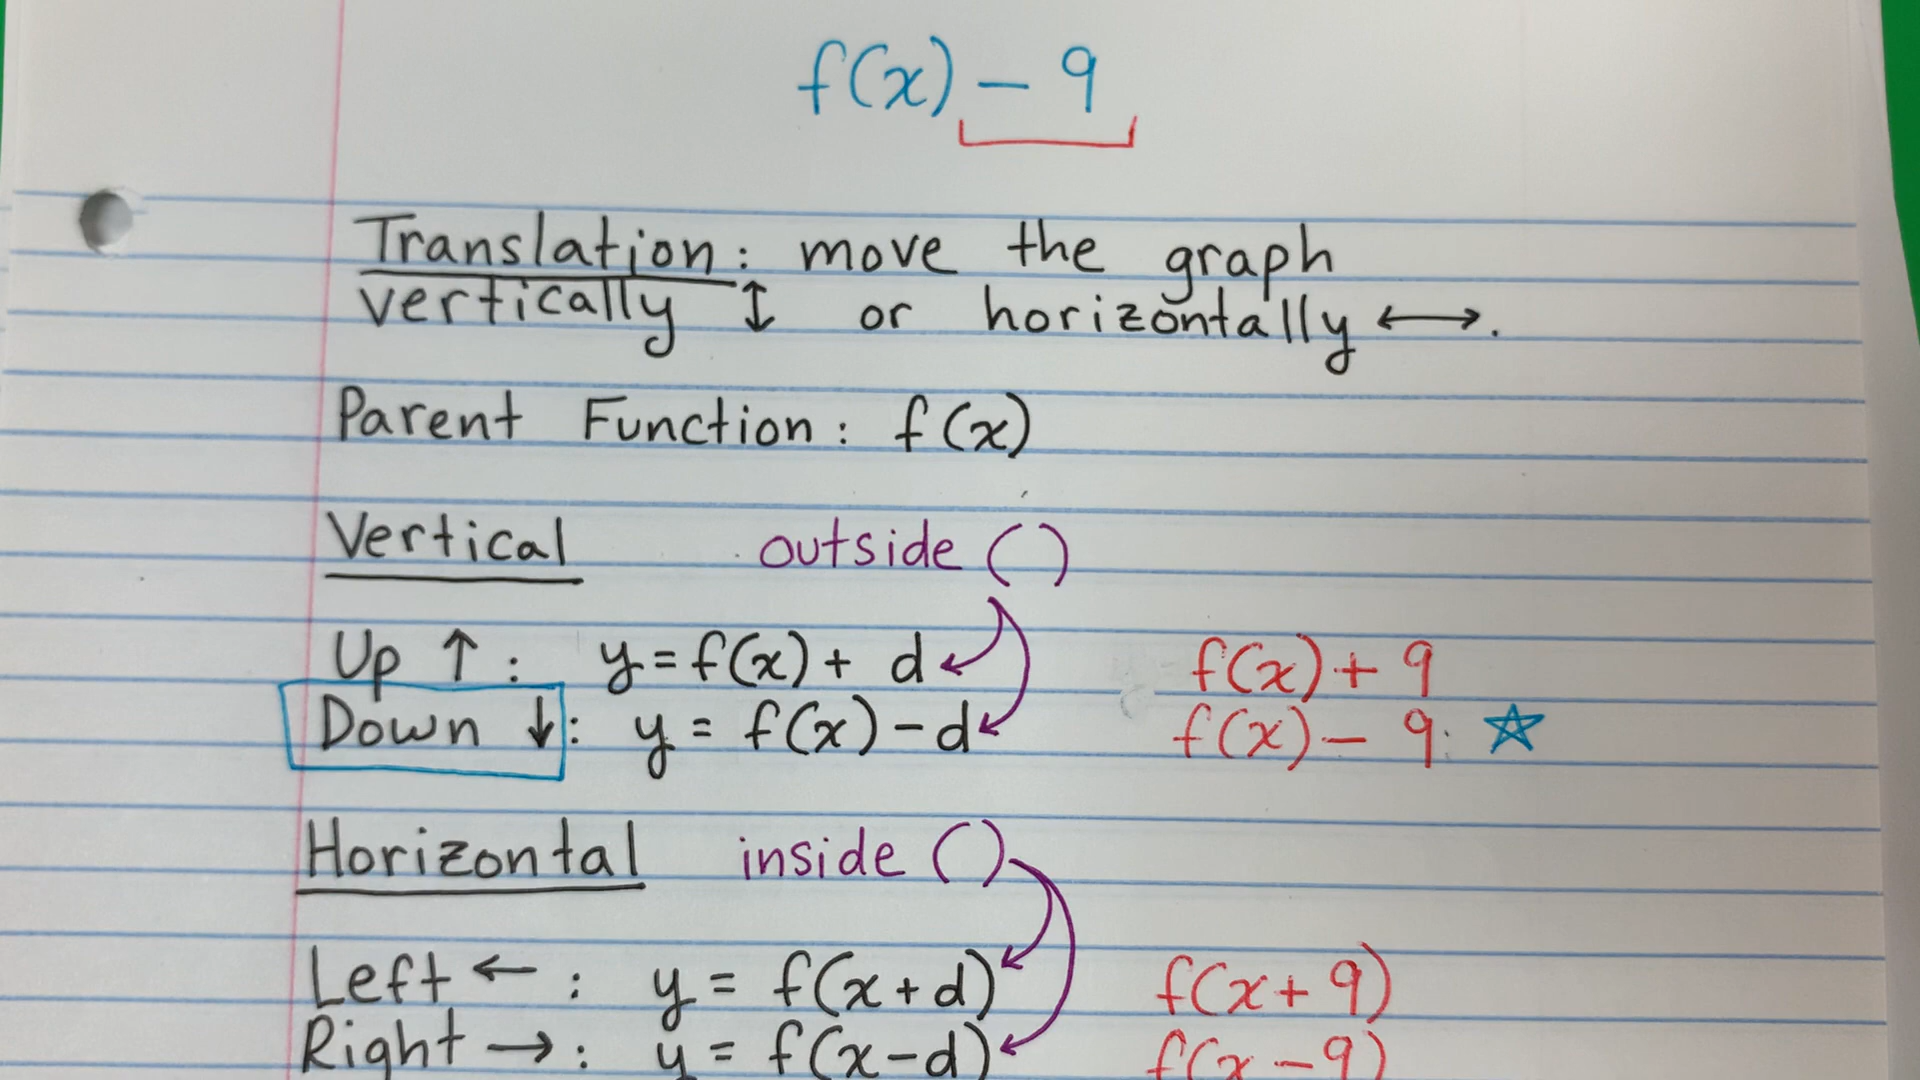 f(x) - 9
Translation: move the graph
vertically ↕ or horizontally ↔.
Parent Function: f(x)
Vertical outside ( )
Up ↑: y = f(x) + d f(x) + 9
Down ↓: y = f(x) - d f(x) - 9 ☆
Horizontal inside ( )
Left ←: y = f(x + d) f(x + 9)
Right →: y = f(x - d) f(x - 9)